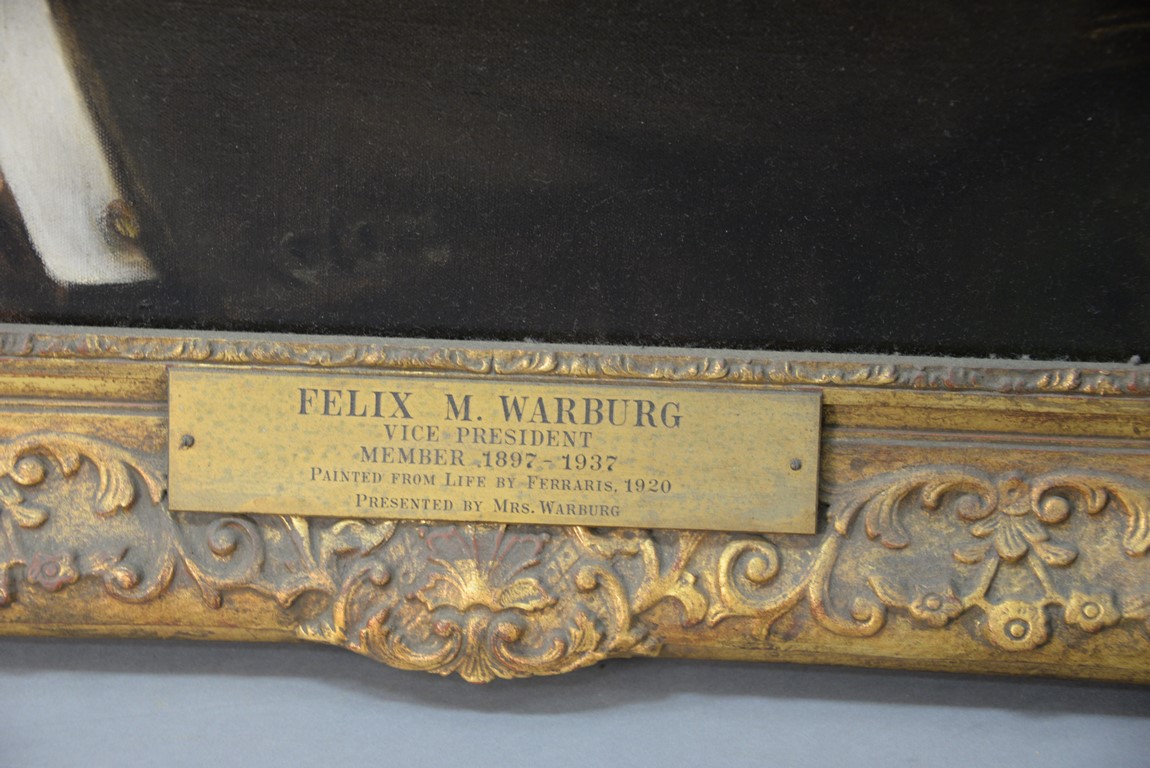 FELIX M. WARBURG
VICE PRESIDENT
MEMBER 1897-1937
PAINTED FROM LIFE BY FERRARIS, 1920
PRESENTED BY MRS. WARBURG